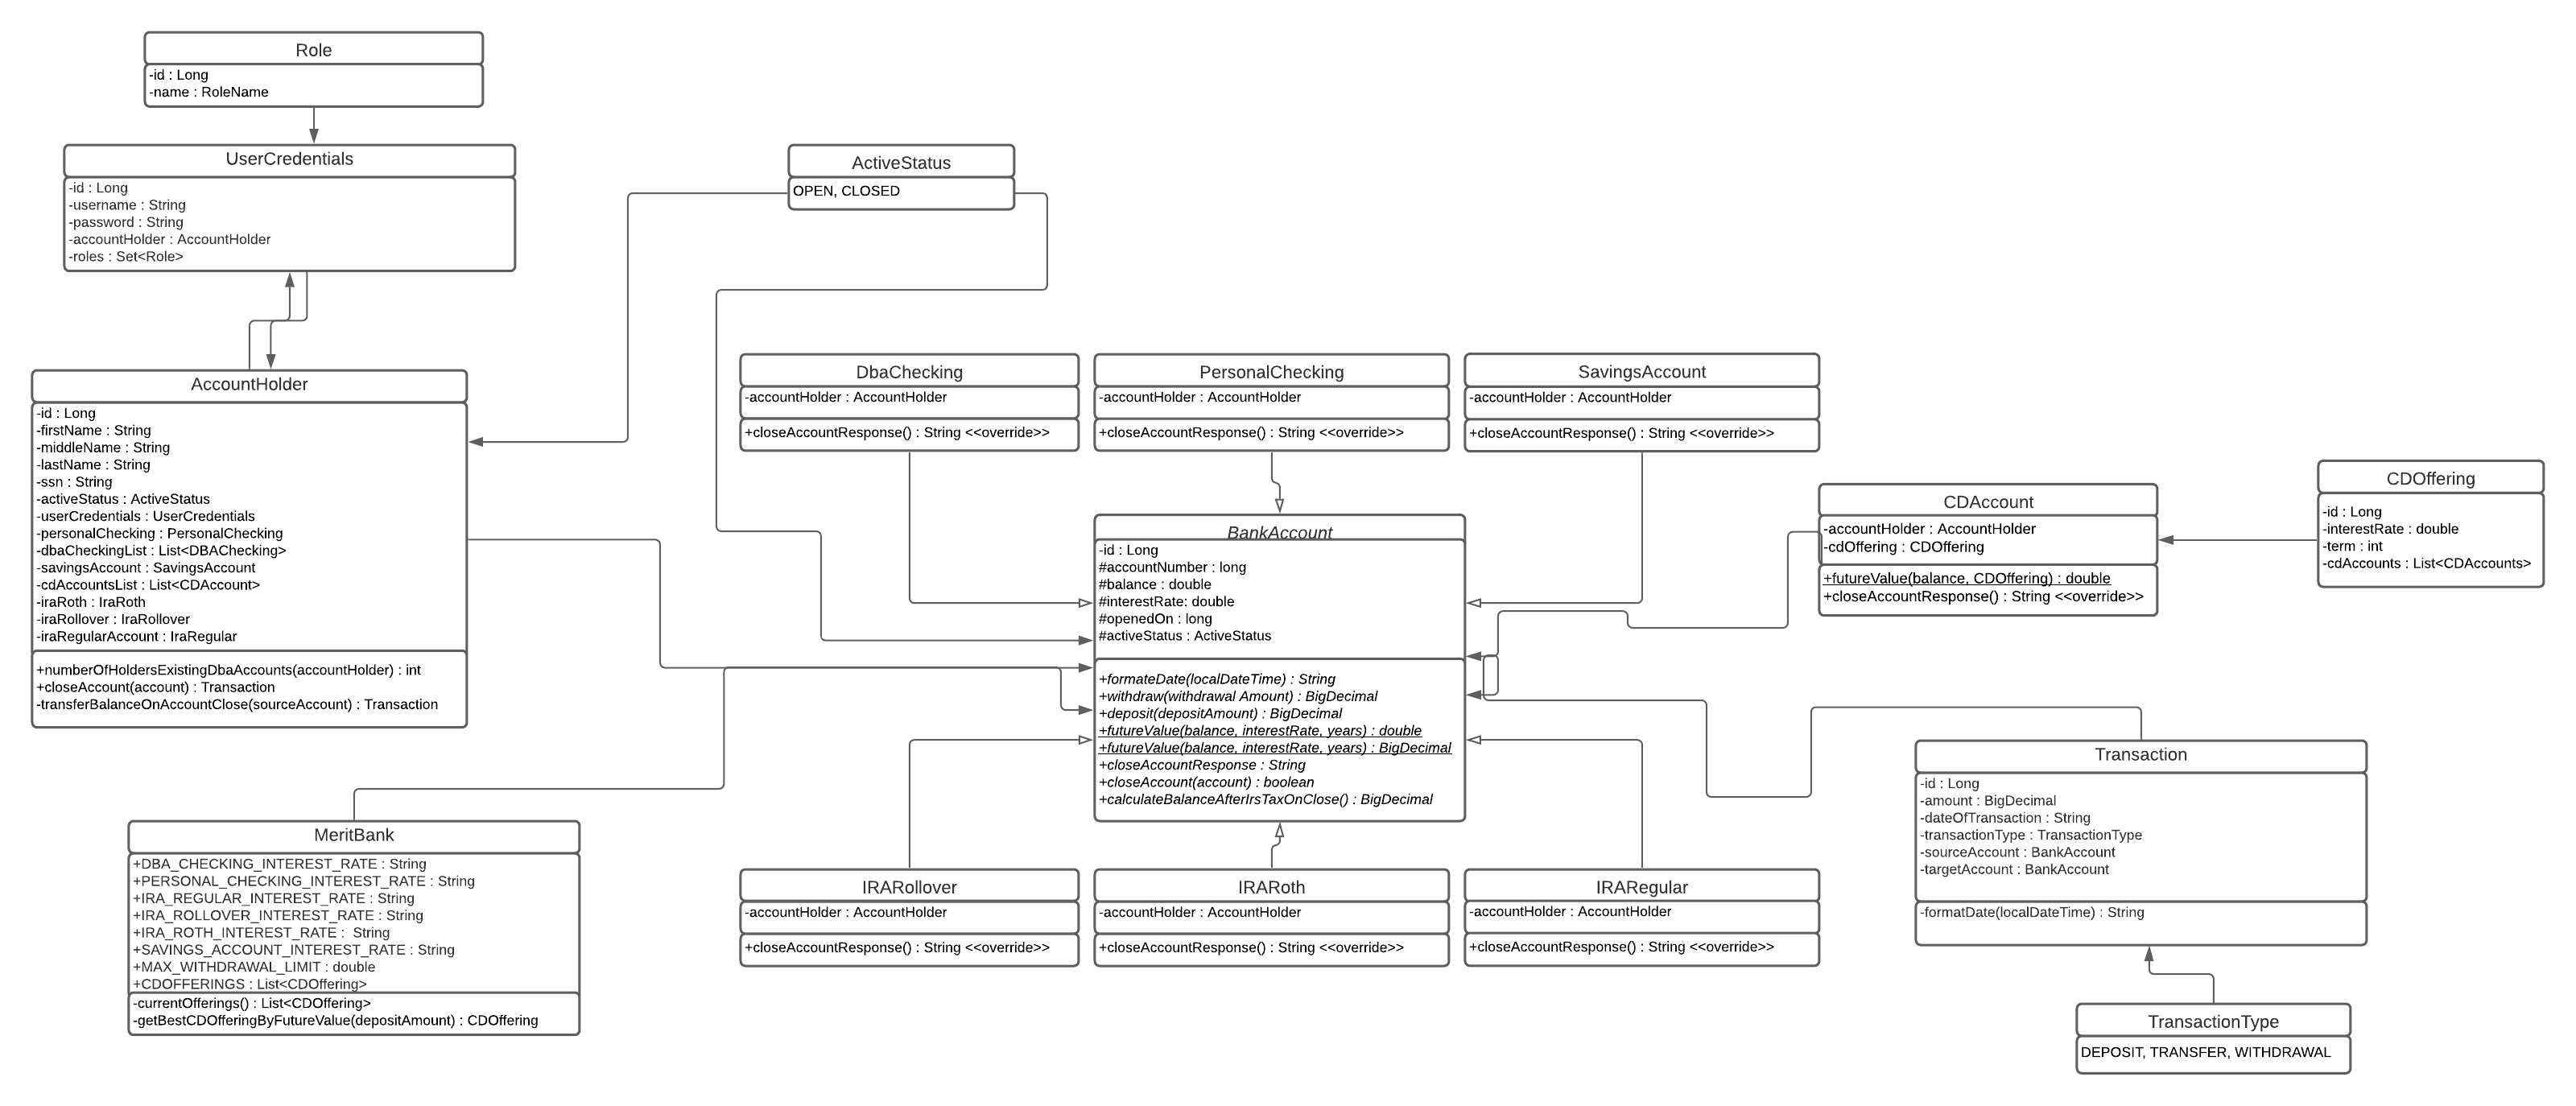 Role
-id : Long
-name : RoleName
UserCredentials
-id : Long
-username : String
-password : String
-accountHolder : AccountHolder
-roles : Set<Role>
ActiveStatus
OPEN, CLOSED
AccountHolder
-id : Long
-firstName : String
-middleName : String
-lastName : String
-ssn : String
-activeStatus : ActiveStatus
-userCredentials : UserCredentials
-personalChecking : PersonalChecking
-dbaCheckingList : List<DBAChecking>
-savingsAccount : SavingsAccount
-cdAccountsList : List<CDAccount>
-iraRoth : IraRoth
-iraRollover : IraRollover
-iraRegularAccount : IraRegular
+numberOfHoldersExistingDbaAccounts(accountHolder) : int
+closeAccount(account) : Transaction
-transferBalanceOnAccountClose(sourceAccount) : Transaction
DbaChecking
-accountHolder : AccountHolder
+closeAccountResponse() : String <<override>>
PersonalChecking
-accountHolder : AccountHolder
+closeAccountResponse() : String <<override>>
SavingsAccount
-accountHolder : AccountHolder
+closeAccountResponse() : String <<override>>
BankAccount
-id : Long
#accountNumber : long
#balance : double
#interestRate: double
#openedOn : long
#activeStatus : ActiveStatus
+formateDate(localDateTime) : String
+withdraw(withdrawal Amount) : BigDecimal
+deposit(depositAmount) : BigDecimal
+futureValue(balance, interestRate, years) : double
+futureValue(balance, interestRate, years) : BigDecimal
+closeAccountResponse : String
+closeAccount(account) : boolean
+calculateBalanceAfterIrsTaxOnClose() : BigDecimal
CDAccount
-accountHolder : AccountHolder
-cdOffering : CDOffering
+futureValue(balance, CDOffering) : double
+closeAccountResponse() : String <<override>>
CDOffering
-id : Long
-interestRate : double
-term : int
-cdAccounts : List<CDAccounts>
MeritBank
+DBA_CHECKING_INTEREST_RATE : String
+PERSONAL_CHECKING_INTEREST_RATE : String
+IRA_REGULAR_INTEREST_RATE : String
+IRA_ROLLOVER_INTEREST_RATE : String
+IRA_ROTH_INTEREST_RATE :  String
+SAVINGS_ACCOUNT_INTEREST_RATE : String
+MAX_WITHDRAWAL_LIMIT : double
+CDOFFERINGS : List<CDOffering>
-currentOfferings() : List<CDOffering>
-getBestCDOfferingByFutureValue(depositAmount) : CDOffering
IRARollover
-accountHolder : AccountHolder
+closeAccountResponse() : String <<override>>
IRARoth
-accountHolder : AccountHolder
+closeAccountResponse() : String <<override>>
IRARegular
-accountHolder : AccountHolder
+closeAccountResponse() : String <<override>>
Transaction
-id : Long
-amount : BigDecimal
-dateOfTransaction : String
-transactionType : TransactionType
-sourceAccount : BankAccount
-targetAccount : BankAccount
-formatDate(localDateTime) : String
TransactionType
DEPOSIT, TRANSFER, WITHDRAWAL